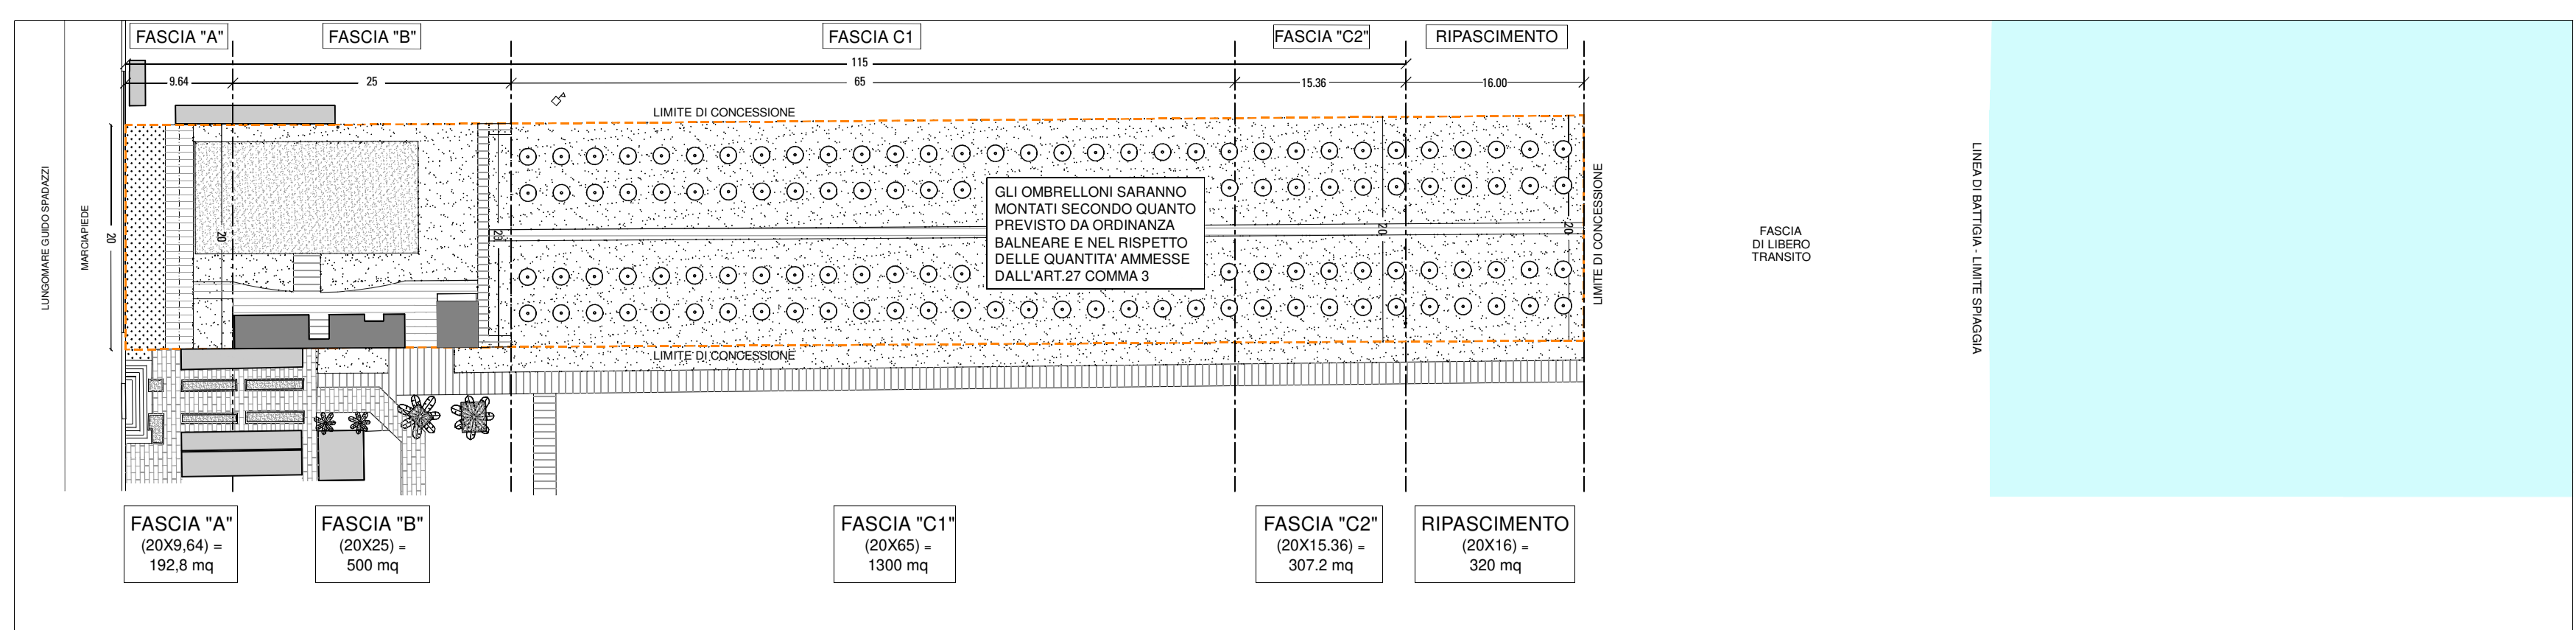 FASCIA "A"
FASCIA "B"
FASCIA C1
FASCIA "C2"
RIPASCIMENTO
115
9.64
25
65
15.36
16.00
LIMITE DI CONCESSIONE
LUNGOMARE GUIDO SPADAZZI
MARCIAPIEDE
20
20
20
20
20
GLI OMBRELLONI SARANNO
MONTATI SECONDO QUANTO
PREVISTO DA ORDINANZA
BALNEARE E NEL RISPETTO
DELLE QUANTITA' AMMESSE
DALL'ART.27 COMMA 3
LIMITE DI CONCESSIONE
LIMITE DI CONCESSIONE
FASCIA
DI LIBERO
TRANSITO
LINEA DI BATTIGIA - LIMITE SPIAGGIA
FASCIA "A"
(20X9,64) =
192,8 mq
FASCIA "B"
(20X25) =
500 mq
FASCIA "C1"
(20X65) =
1300 mq
FASCIA "C2"
(20X15.36) =
307.2 mq
RIPASCIMENTO
(20X16) =
320 mq